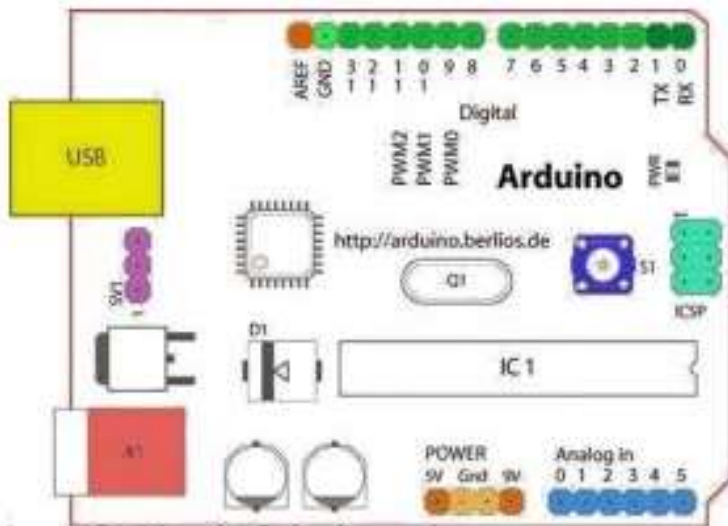 AREF
GND
13
12
11
10
9
8
7
6
5
4
3
2
1
0
TX
RX
Digital
PWM2
PWM1
PWM0
Arduino
PWR
USB
http://arduino.berlios.de
1
S1
Q1
SV1
1
ICSP
D1
IC 1
X1
POWER
5V Gnd 9V
Analog in
0 1 2 3 4 5